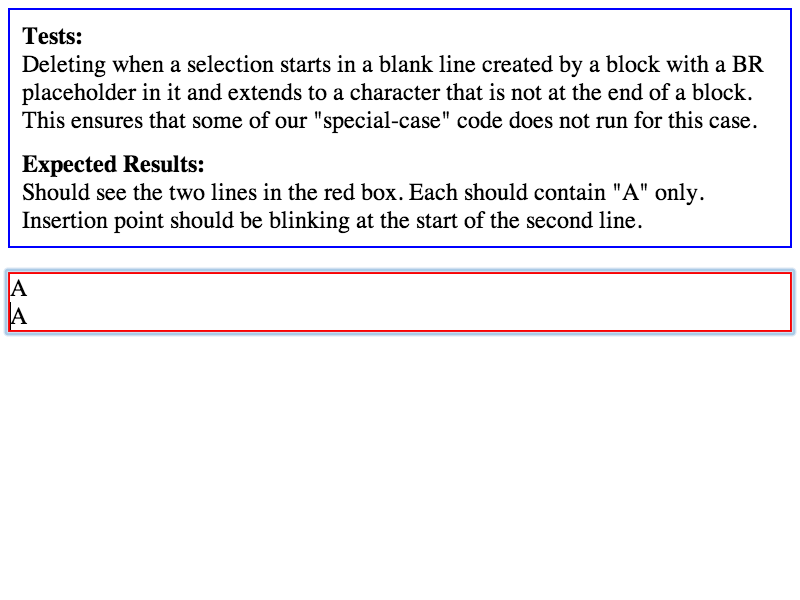 Tests:
Deleting when a selection starts in a blank line created by a block with a BR
placeholder in it and extends to a character that is not at the end of a block.
This ensures that some of our "special-case" code does not run for this case.
Expected Results:
Should see the two lines in the red box. Each should contain "A" only.
Insertion point should be blinking at the start of the second line.
A
A